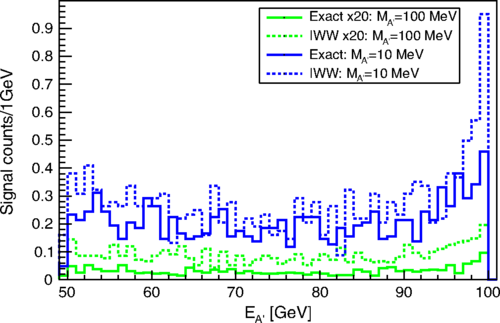 Exact x20: M_A'=100 MeV
IWW x20: M_A'=100 MeV
Exact: M_A'=10 MeV
IWW: M_A'=10 MeV
Signal counts/1GeV
0.9
0.8
0.7
0.6
0.5
0.4
0.3
0.2
0.1
0
50 60 70 80 90 100
E_A' [GeV]